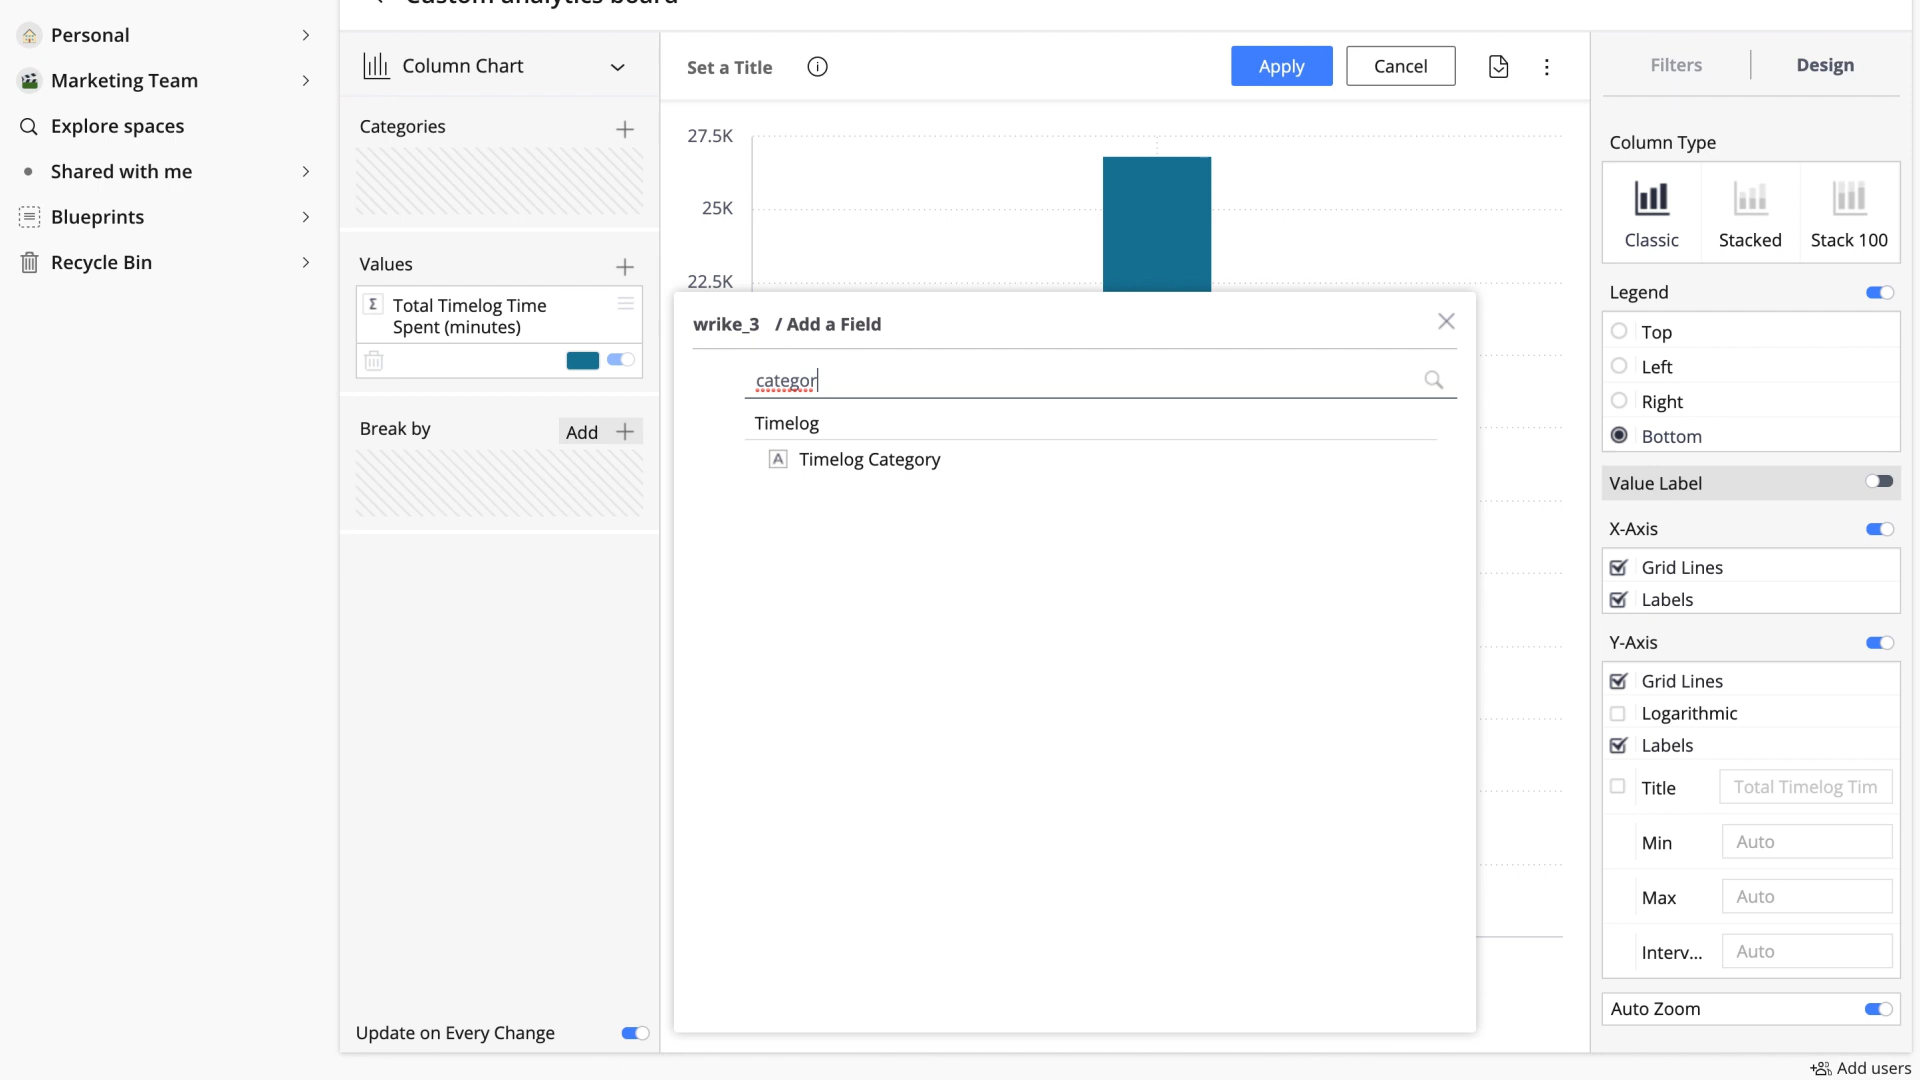 Personal
Marketing Team
Explore spaces
Shared with me
Blueprints
Recycle Bin
Column Chart
Categories
Values
Σ Total Timelog Time
Spent (minutes)
Break by
Add
Update on Every Change
Set a Title
Apply
Cancel
27.5K
25K
22.5K
wrike_3 / Add a Field
categor
Timelog
A Timelog Category
Filters
Design
Column Type
Classic
Stacked
Stack 100
Legend
Top
Left
Right
Bottom
Value Label
X-Axis
Grid Lines
Labels
Y-Axis
Grid Lines
Logarithmic
Labels
Title Total Timelog Tim
Min Auto
Max Auto
Interv... Auto
Auto Zoom
Add users